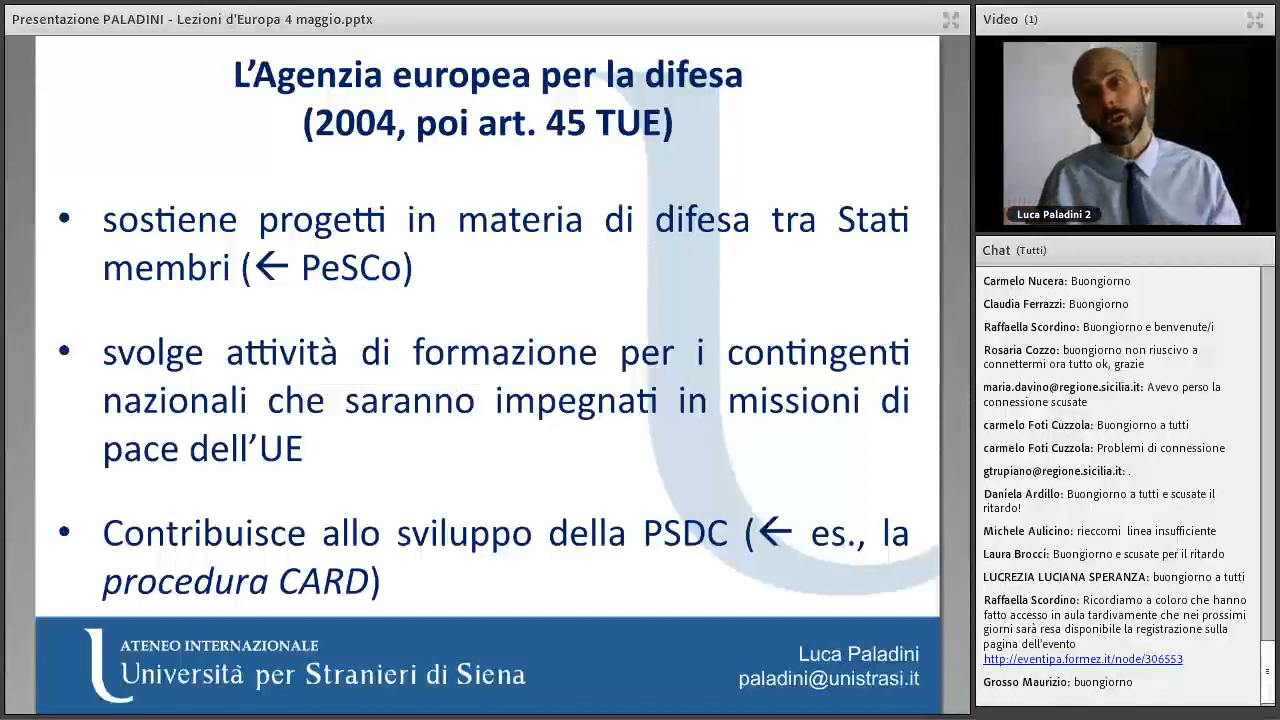 Presentazione PALADINI - Lezioni d'Europa 4 maggio.pptx
L'Agenzia europea per la difesa
(2004, poi art. 45 TUE)
• sostiene progetti in materia di difesa tra Stati
membri (← PeSCo)
• svolge attività di formazione per i contingenti
nazionali che saranno impegnati in missioni di
pace dell'UE
• Contribuisce allo sviluppo della PSDC (← es., la
procedura CARD)
ATENEO INTERNAZIONALE
Università per Stranieri di Siena
Luca Paladini
paladini@unistrasi.it
Video (1)
Luca Paladini 2
Chat (Tutti)
Carmelo Nucera: Buongiorno
Claudia Ferrazzi: Buongiorno
Raffaella Scordino: Buongiorno e benvenute/i
Rosaria Cozzo: buongiorno non riuscivo a
connettermi ora tutto ok, grazie
maria.davino@regione.sicilia.it: Avevo perso la
connessione scusate
carmelo Foti Cuzzola: Buongiorno a tutti
carmelo Foti Cuzzola: Problemi di connessione
gtrupiano@regione.sicilia.it: .
Daniela Ardillo: Buongiorno a tutti e scusate il
ritardo!
Michele Aulicino: rieccomi linea insufficiente
Laura Brocci: Buongiorno e scusate per il ritardo
LUCREZIA LUCIANA SPERANZA: buongiorno a tutti
Raffaella Scordino: Ricordiamo a coloro che hanno
fatto accesso in aula tardivamente che nei prossimi
giorni sarà resa disponibile la registrazione sulla
pagina dell'evento
http://eventipa.formez.it/node/306553
Grosso Maurizio: buongiorno